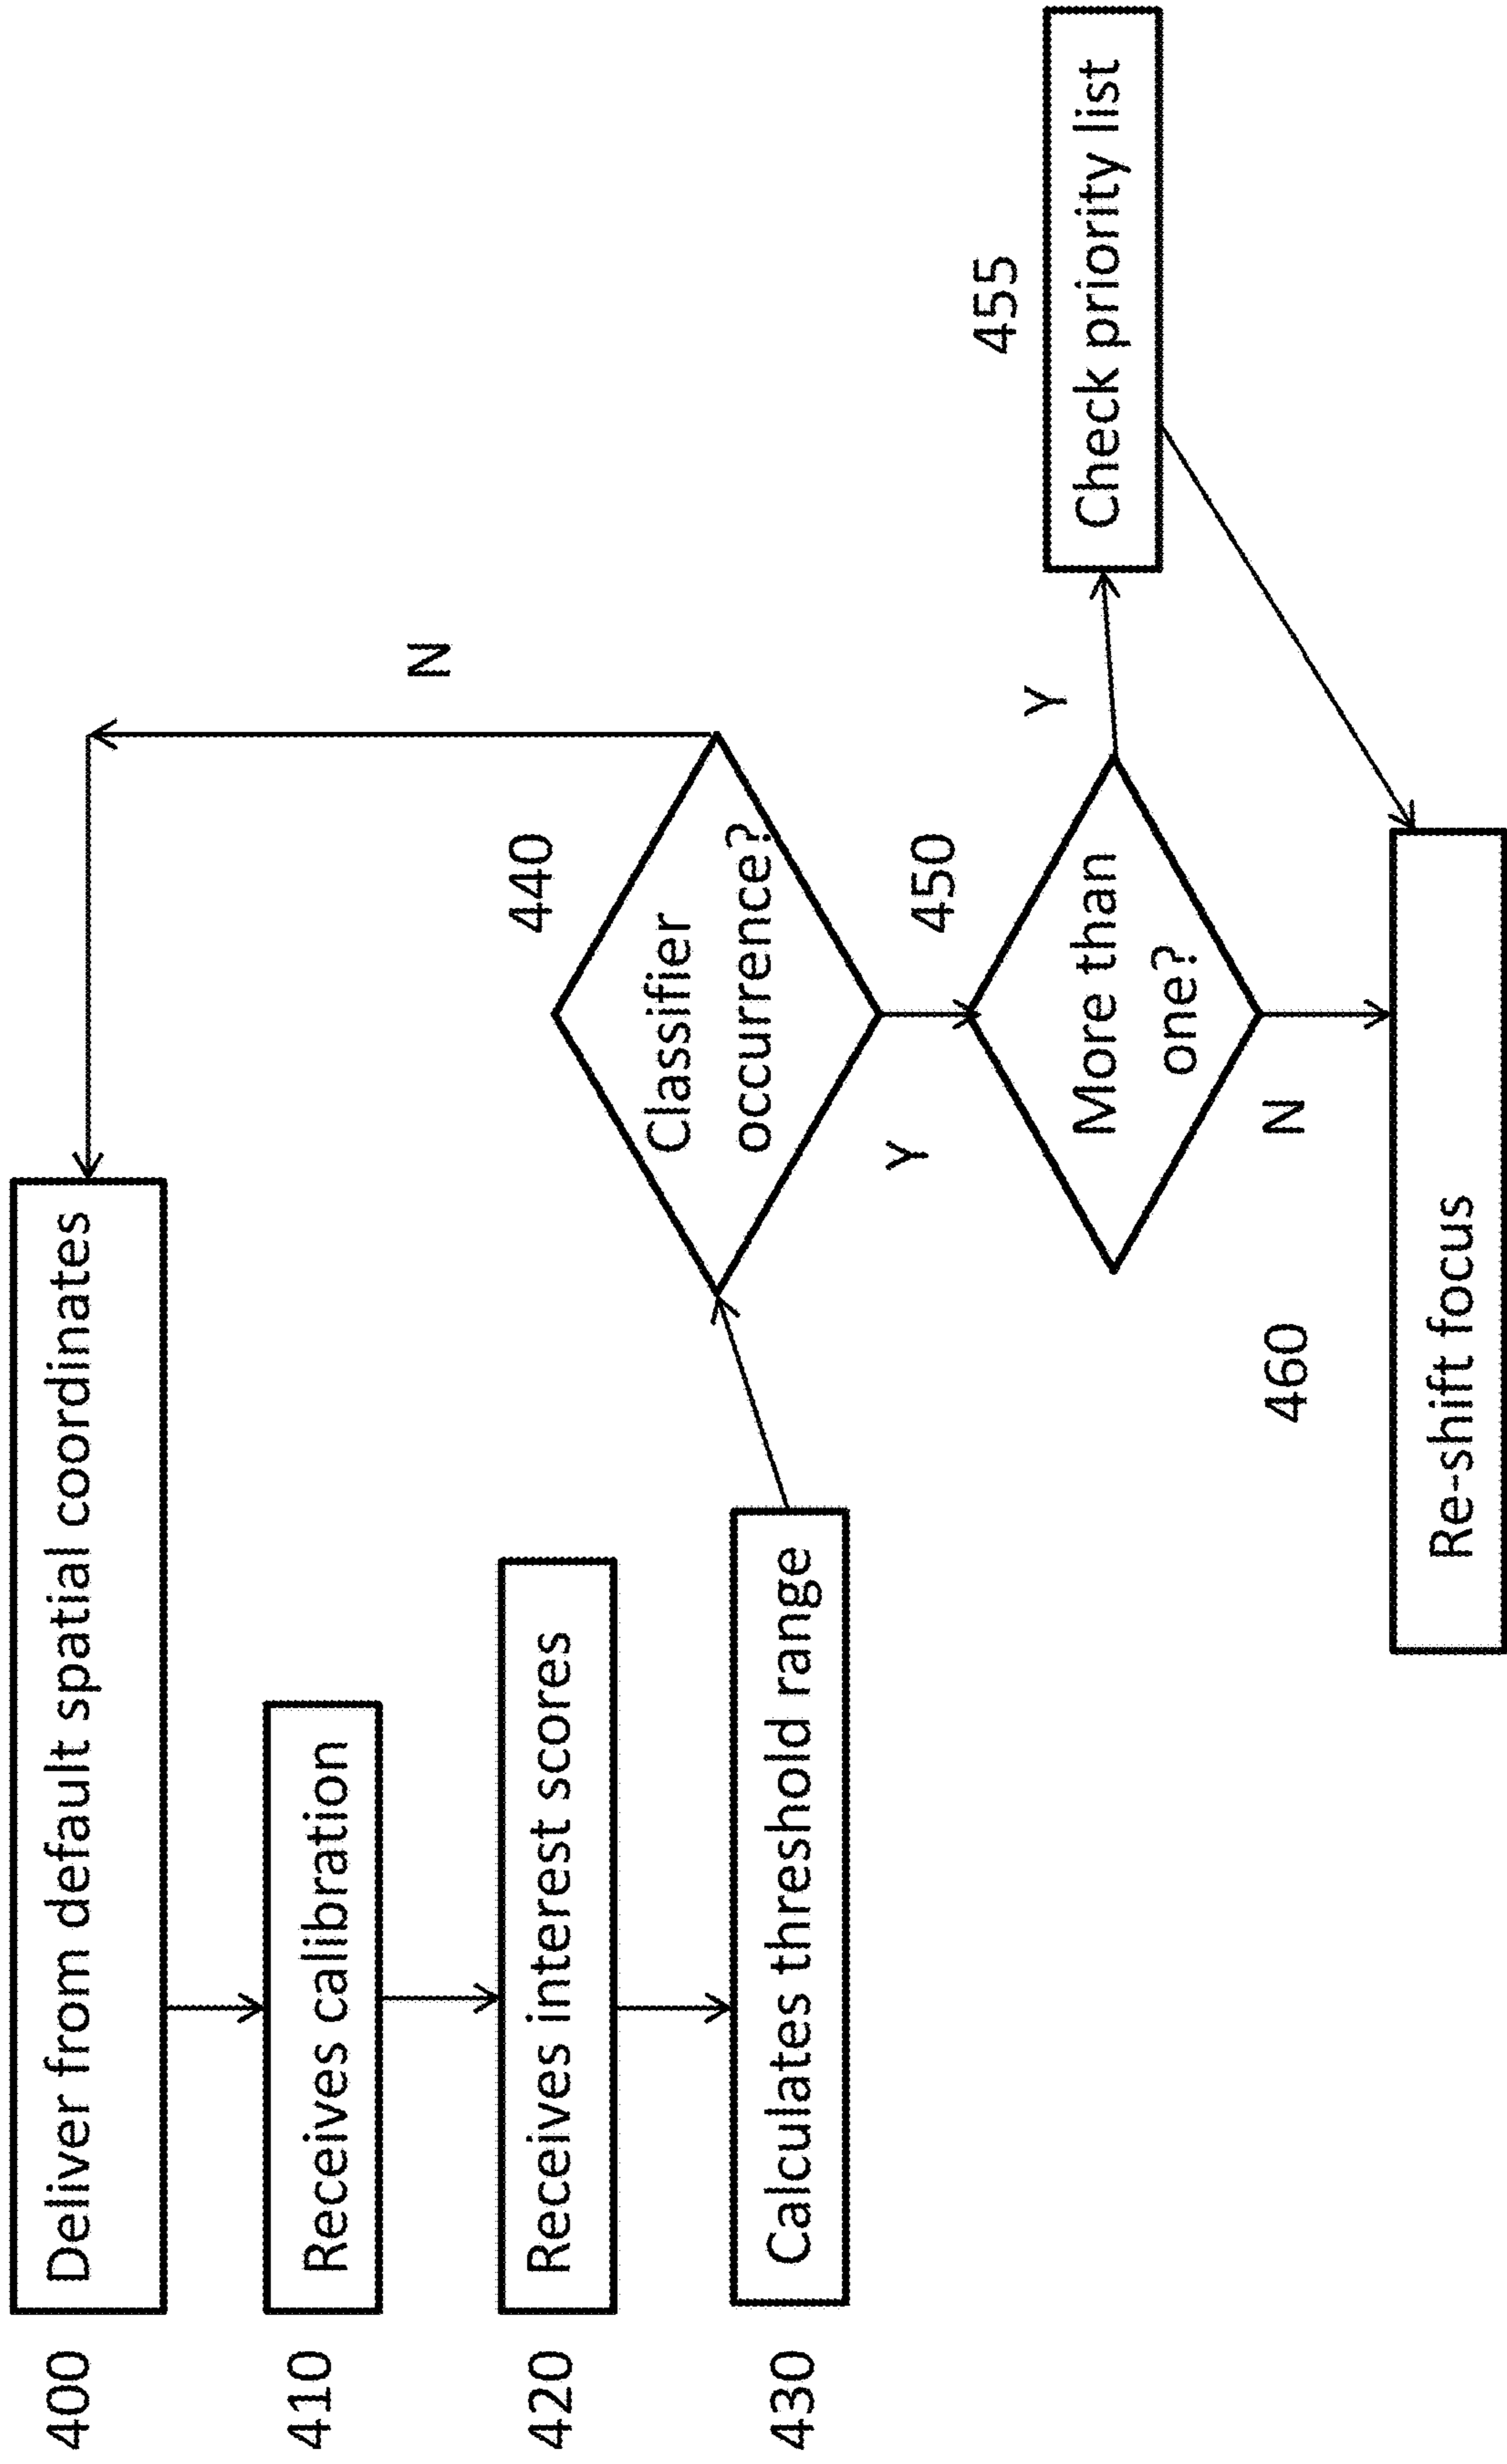 400
Deliver from default spatial coordinates
410
Receives calibration
420
Receives interest scores
430
Calculates threshold range
440
Classifier
occurrence?
N
Y
450
More than
one?
Y
455
Check priority list
N
460
Re-shift focus